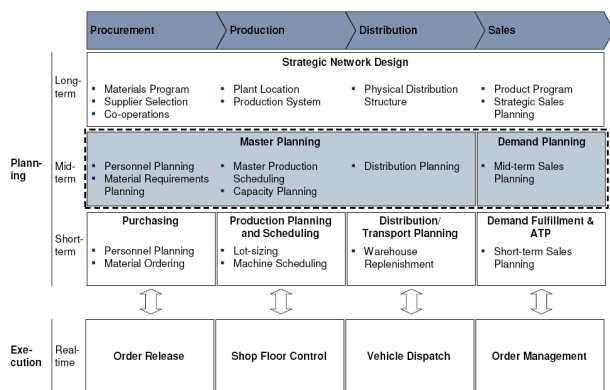 Procurement
Production
Distribution
Sales
Long-
term
Strategic Network Design
▪ Materials Program
▪ Supplier Selection
▪ Co-operations
▪ Plant Location
▪ Production System
▪ Physical Distribution
Structure
▪ Product Program
▪ Strategic Sales
Planning
Plann-
ing
Mid-
term
Master Planning
▪ Personnel Planning
▪ Material Requirements
Planning
▪ Master Production
Scheduling
▪ Capacity Planning
▪ Distribution Planning
Demand Planning
▪ Mid-term Sales
Planning
Short-
term
Purchasing
▪ Personnel Planning
▪ Material Ordering
Production Planning
and Scheduling
▪ Lot-sizing
▪ Machine Scheduling
Distribution/
Transport Planning
▪ Warehouse
Replenishment
Demand Fulfillment &
ATP
▪ Short-term Sales
Planning
Exe-
cution
Real-
time
Order Release
Shop Floor Control
Vehicle Dispatch
Order Management